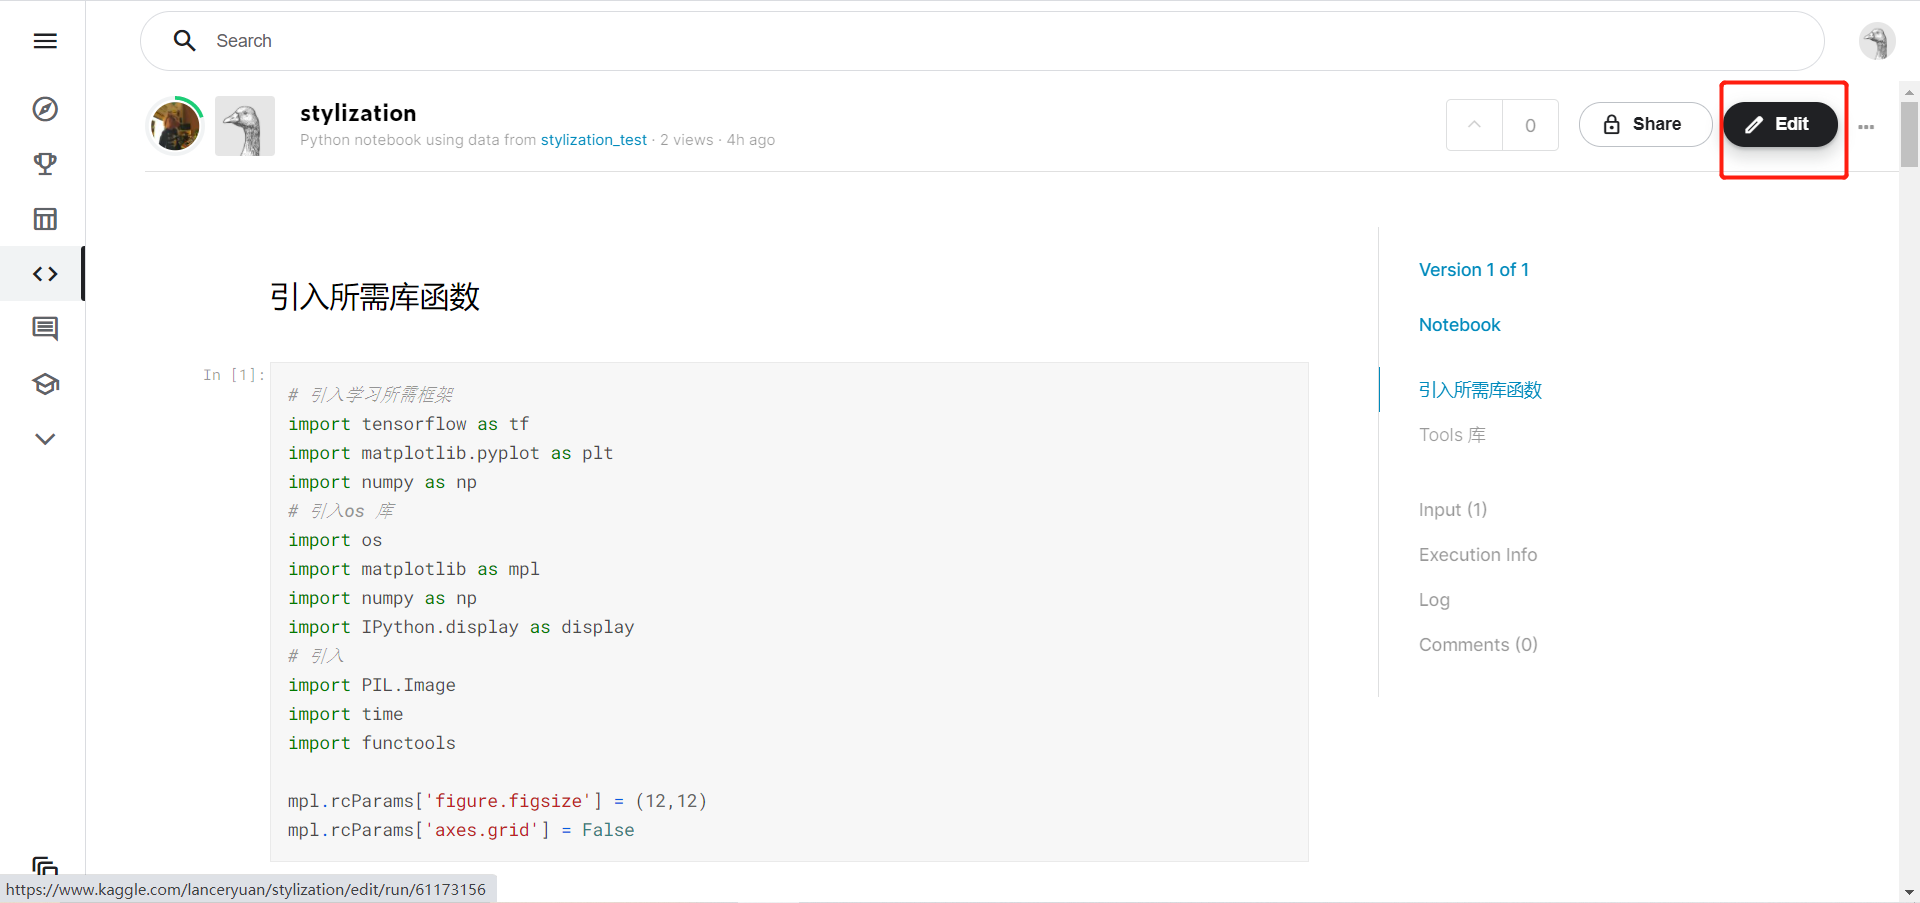 Search
stylization
Python notebook using data from stylization_test · 2 views · 4h ago
0
Share
Edit
引入所需库函数
In [1]:
# 引入学习所需框架
import tensorflow as tf
import matplotlib.pyplot as plt
import numpy as np
# 引入os 库
import os
import matplotlib as mpl
import numpy as np
import IPython.display as display
# 引入
import PIL.Image
import time
import functools
mpl.rcParams['figure.figsize'] = (12,12)
mpl.rcParams['axes.grid'] = False
Version 1 of 1
Notebook
引入所需库函数
Tools 库
Input (1)
Execution Info
Log
Comments (0)
https://www.kaggle.com/lanceryuan/stylization/edit/run/61173156